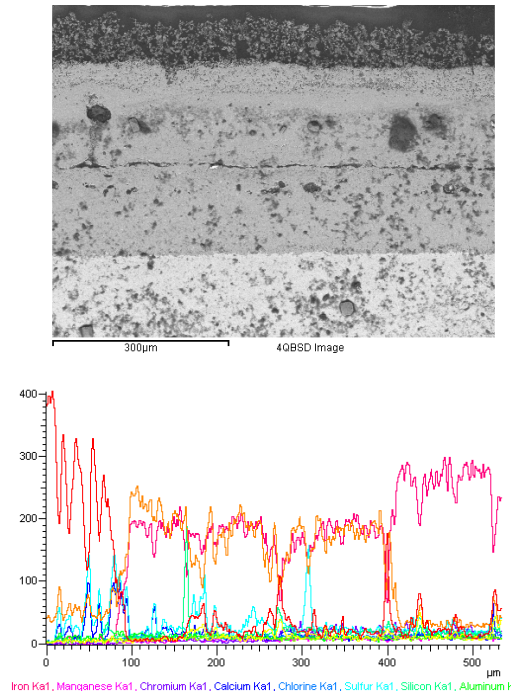 300µm 4QBSD Image
400
300
200
100
0
0 100 200 300 400 500
µm
Iron Ka1, Manganese Ka1, Chromium Ka1, Calcium Ka1, Chlorine Ka1, Sulfur Ka1, Silicon Ka1, Aluminum K